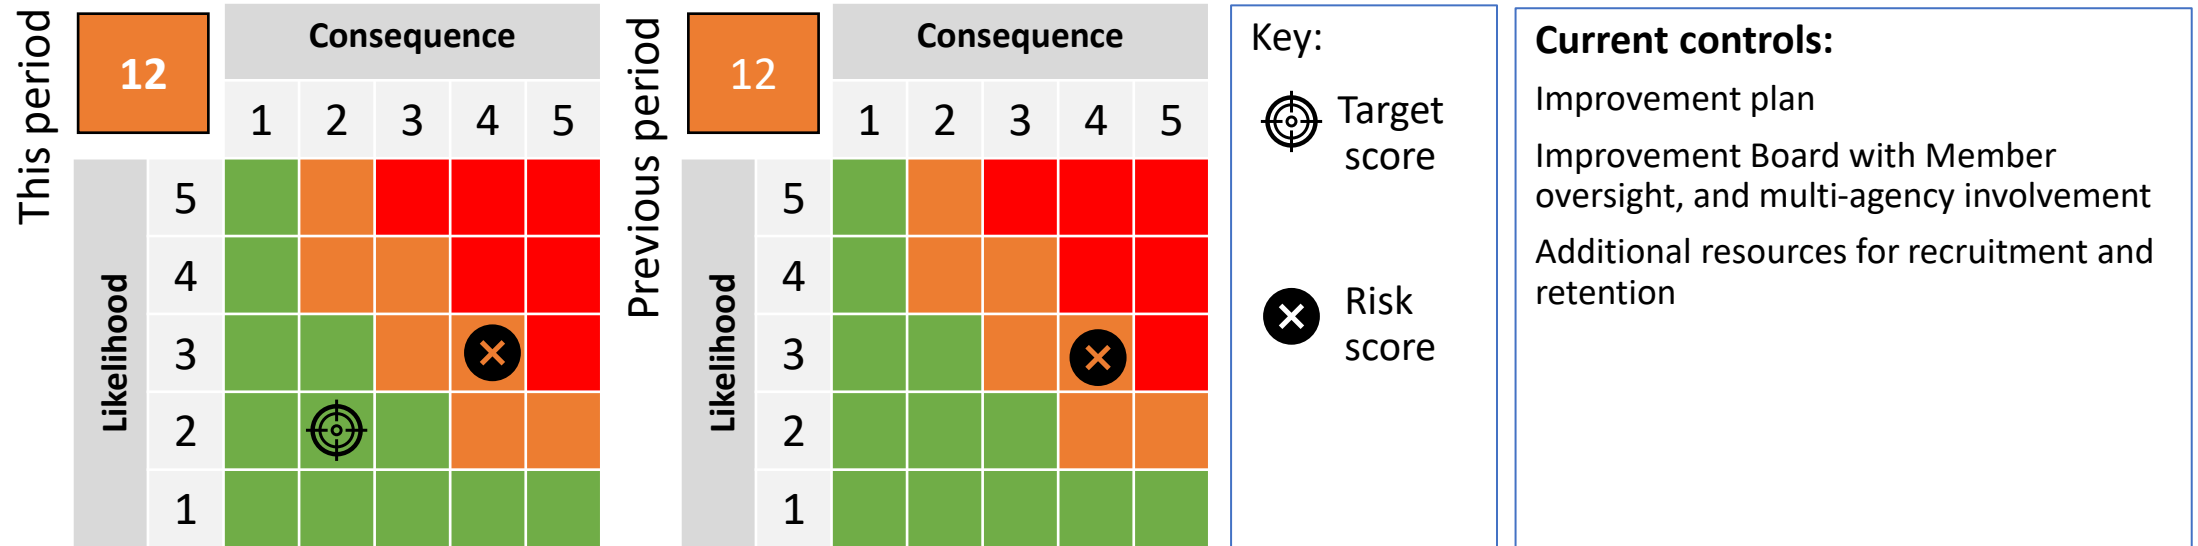 This period
12
Consequence
1 2 3 4 5
Likelihood
5
4
3
2
1
Previous period
12
Consequence
1 2 3 4 5
Likelihood
5
4
3
2
1
Key:
Target
score
Risk
score
Current controls:
Improvement plan
Improvement Board with Member
oversight, and multi-agency involvement
Additional resources for recruitment and
retention